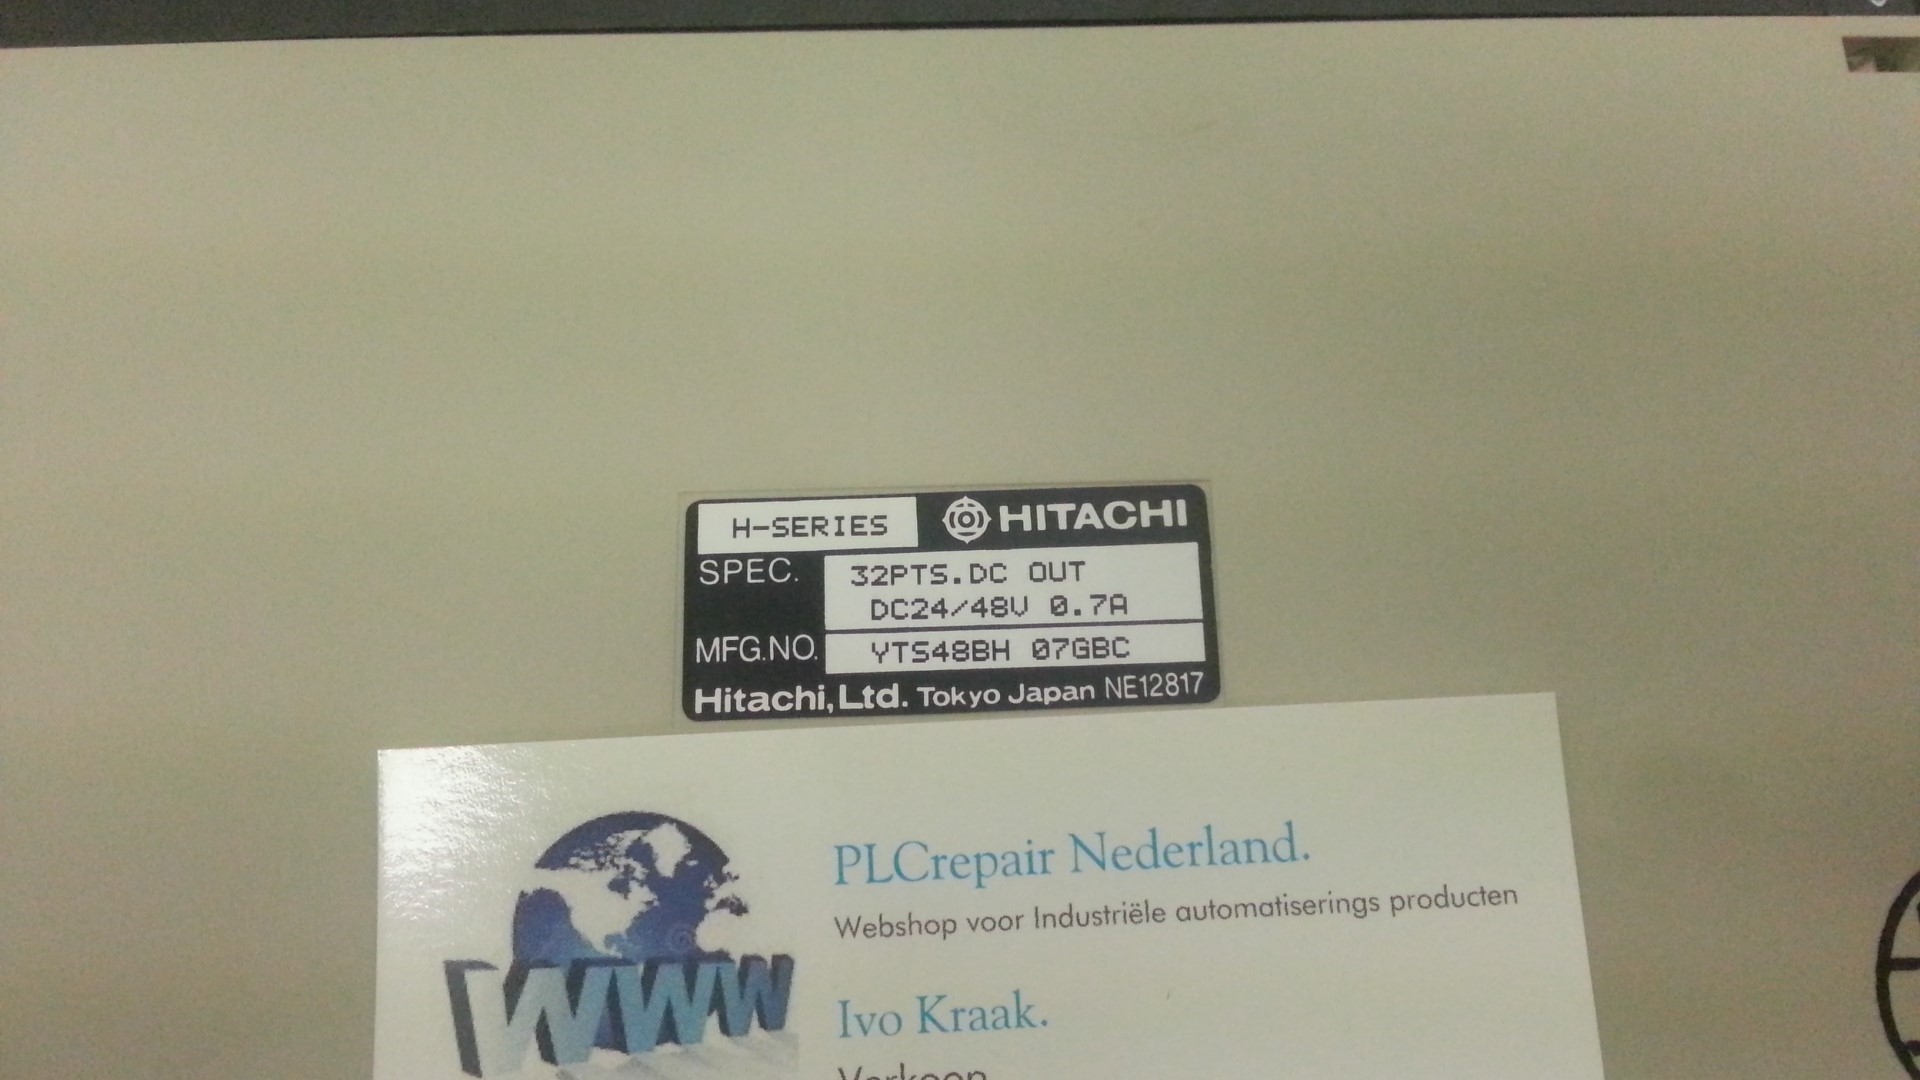 H-SERIES HITACHI
SPEC. 32PTS.DC OUT
DC24/48V 0.7A
MFG.NO. YTS48BH 07GBC
Hitachi,Ltd. Tokyo Japan NE12817
PLCrepair Nederland.
Webshop voor Industriële automatiserings producten
WWW
Ivo Kraak.
Verkoop